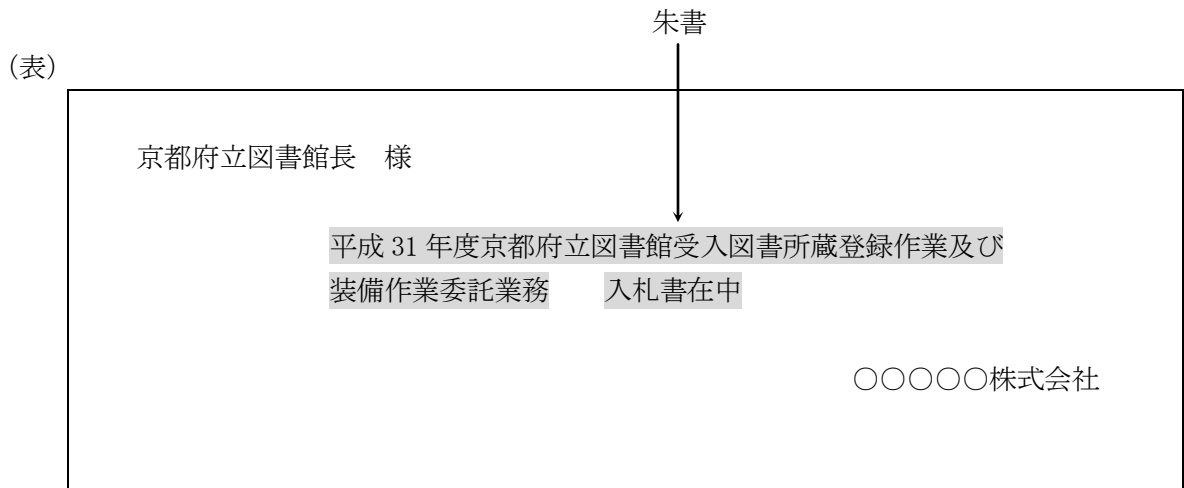 朱書
（表）
京都府立図書館長　様
平成 31 年度京都府立図書館受入図書所蔵登録作業及び
装備作業委託業務　　入札書在中
○○○○○株式会社